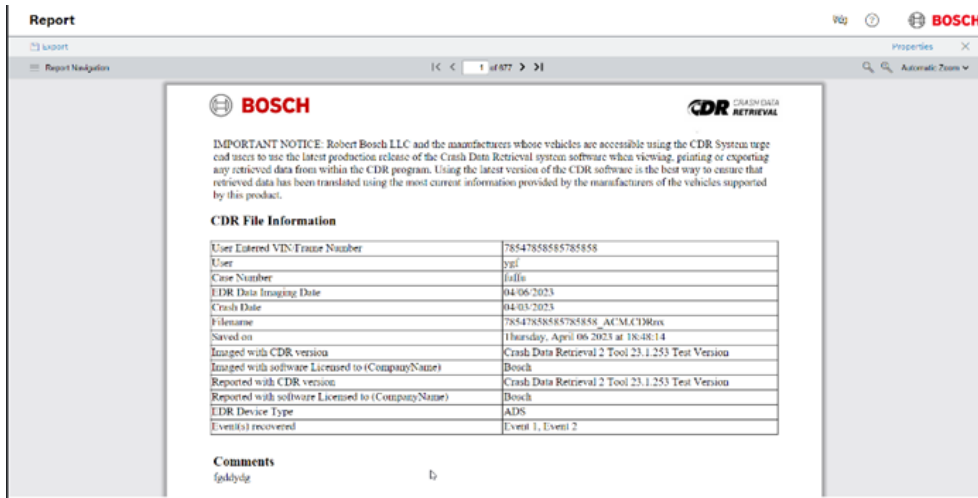 Report
BOSCH
Export
Properties
Report Navigation
1 of 677
Automatic Zoom
BOSCH
CDR CRASH DATA
RETRIEVAL
IMPORTANT NOTICE: Robert Bosch LLC and the manufacturers whose vehicles are accessible using the CDR System urge
end users to use the latest production release of the Crash Data Retrieval system software when viewing, printing or exporting
any retrieved data from within the CDR program. Using the latest version of the CDR software is the best way to ensure that
retrieved data has been translated using the most current information provided by the manufacturers of the vehicles supported
by this product.
CDR File Information
User Entered VIN/Frame Number 78547858585785858
User ygf
Case Number
EDR Data Imaging Date 04/06/2023
Crash Date 04/03/2023
Filename 78547858585785858_ACM.CDRnx
Saved on Thursday, April 06 2023 at 18:48:14
Imaged with CDR version Crash Data Retrieval 2 Tool 23.1.253 Test Version
Imaged with software Licensed to (CompanyName) Bosch
Reported with CDR version Crash Data Retrieval 2 Tool 23.1.253 Test Version
Reported with software Licensed to (CompanyName) Bosch
EDR Device Type ADS
Event(s) recovered Event 1, Event 2
Comments
fgddydg